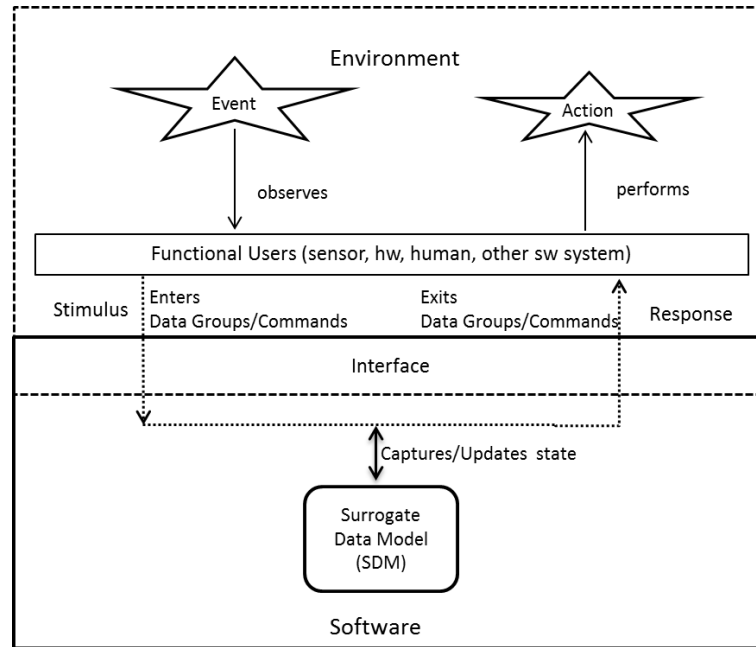 Environment
Event
Action
observes
performs
Functional Users (sensor, hw, human, other sw system)
Stimulus
Enters
Data Groups/Commands
Exits
Data Groups/Commands
Response
Interface
Captures/Updates state
Surrogate
Data Model
(SDM)
Software